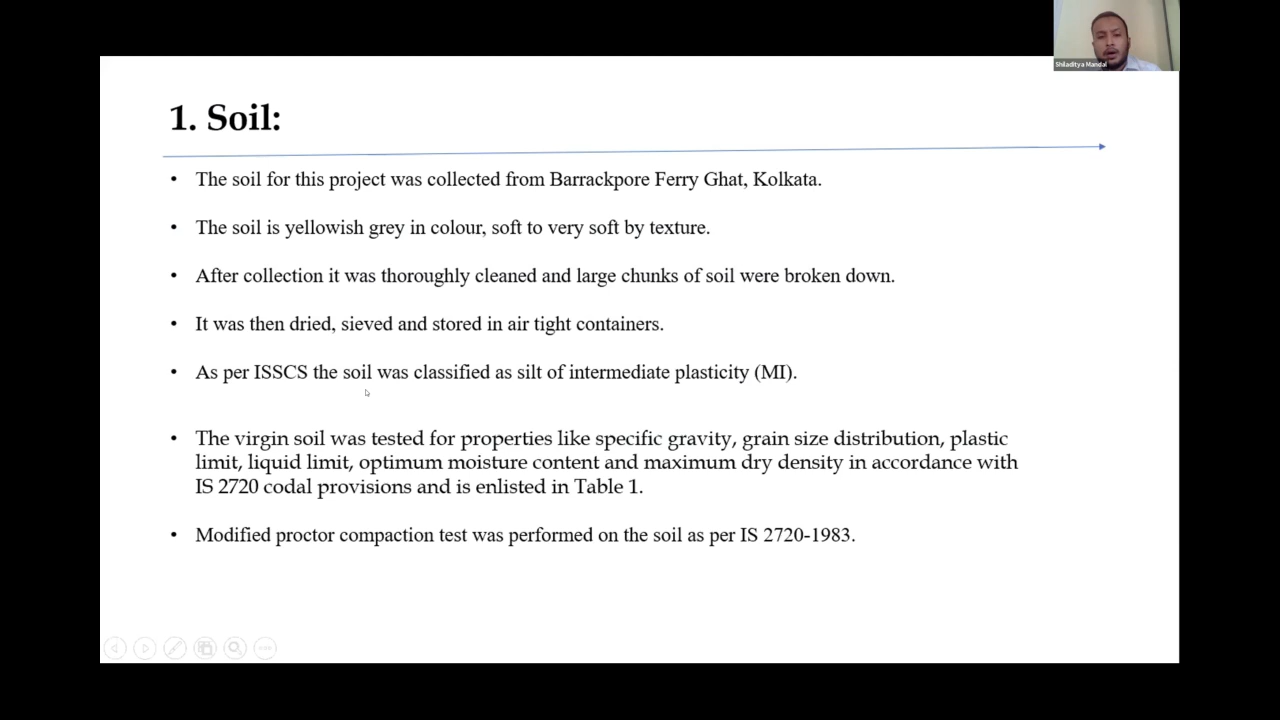 Shiladitya Mandal
1. Soil:
• The soil for this project was collected from Barrackpore Ferry Ghat, Kolkata.
• The soil is yellowish grey in colour, soft to very soft by texture.
• After collection it was thoroughly cleaned and large chunks of soil were broken down.
• It was then dried, sieved and stored in air tight containers.
• As per ISSCS the soil was classified as silt of intermediate plasticity (MI).
• The virgin soil was tested for properties like specific gravity, grain size distribution, plastic
limit, liquid limit, optimum moisture content and maximum dry density in accordance with
IS 2720 codal provisions and is enlisted in Table 1.
• Modified proctor compaction test was performed on the soil as per IS 2720-1983.